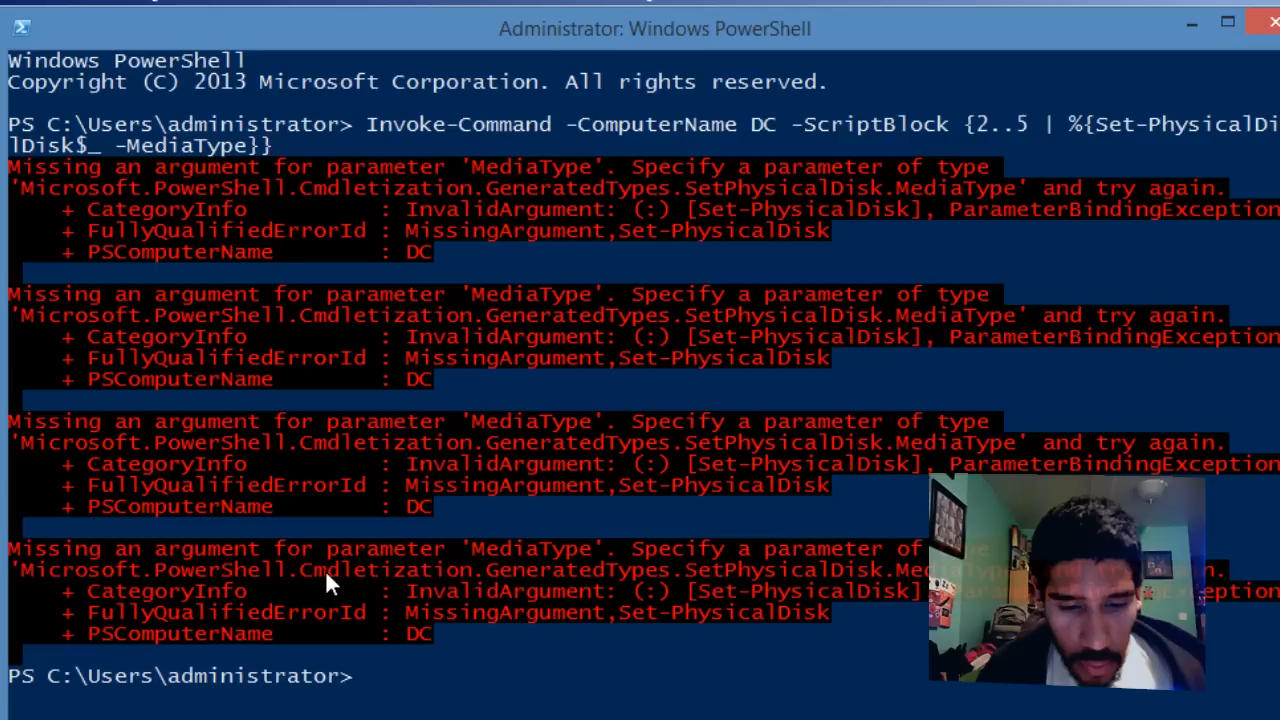 Administrator: Windows PowerShell
Windows PowerShell
Copyright (C) 2013 Microsoft Corporation. All rights reserved.
PS C:\Users\administrator> Invoke-Command -ComputerName DC -ScriptBlock {2..5 | %{Set-PhysicalDi
lDisk$_ -MediaType}}
Missing an argument for parameter 'MediaType'. Specify a parameter of type
'Microsoft.PowerShell.Cmdletization.GeneratedTypes.SetPhysicalDisk.MediaType' and try again.
+ CategoryInfo : InvalidArgument: (:) [Set-PhysicalDisk], ParameterBindingException
+ FullyQualifiedErrorId : MissingArgument,Set-PhysicalDisk
+ PSComputerName : DC
Missing an argument for parameter 'MediaType'. Specify a parameter of type
'Microsoft.PowerShell.Cmdletization.GeneratedTypes.SetPhysicalDisk.MediaType' and try again.
+ CategoryInfo : InvalidArgument: (:) [Set-PhysicalDisk], ParameterBindingException
+ FullyQualifiedErrorId : MissingArgument,Set-PhysicalDisk
+ PSComputerName : DC
Missing an argument for parameter 'MediaType'. Specify a parameter of type
'Microsoft.PowerShell.Cmdletization.GeneratedTypes.SetPhysicalDisk.MediaType' and try again.
+ CategoryInfo : InvalidArgument: (:) [Set-PhysicalDisk], ParameterBindingException
+ FullyQualifiedErrorId : MissingArgument,Set-PhysicalDisk
+ PSComputerName : DC
Missing an argument for parameter 'MediaType'. Specify a parameter of
'Microsoft.PowerShell.Cmdletization.GeneratedTypes.SetPhysicalDisk.Me
+ CategoryInfo : InvalidArgument: (:) [Set-PhysicalDisk]
+ FullyQualifiedErrorId : MissingArgument,Set-PhysicalDisk
+ PSComputerName : DC
PS C:\Users\administrator>